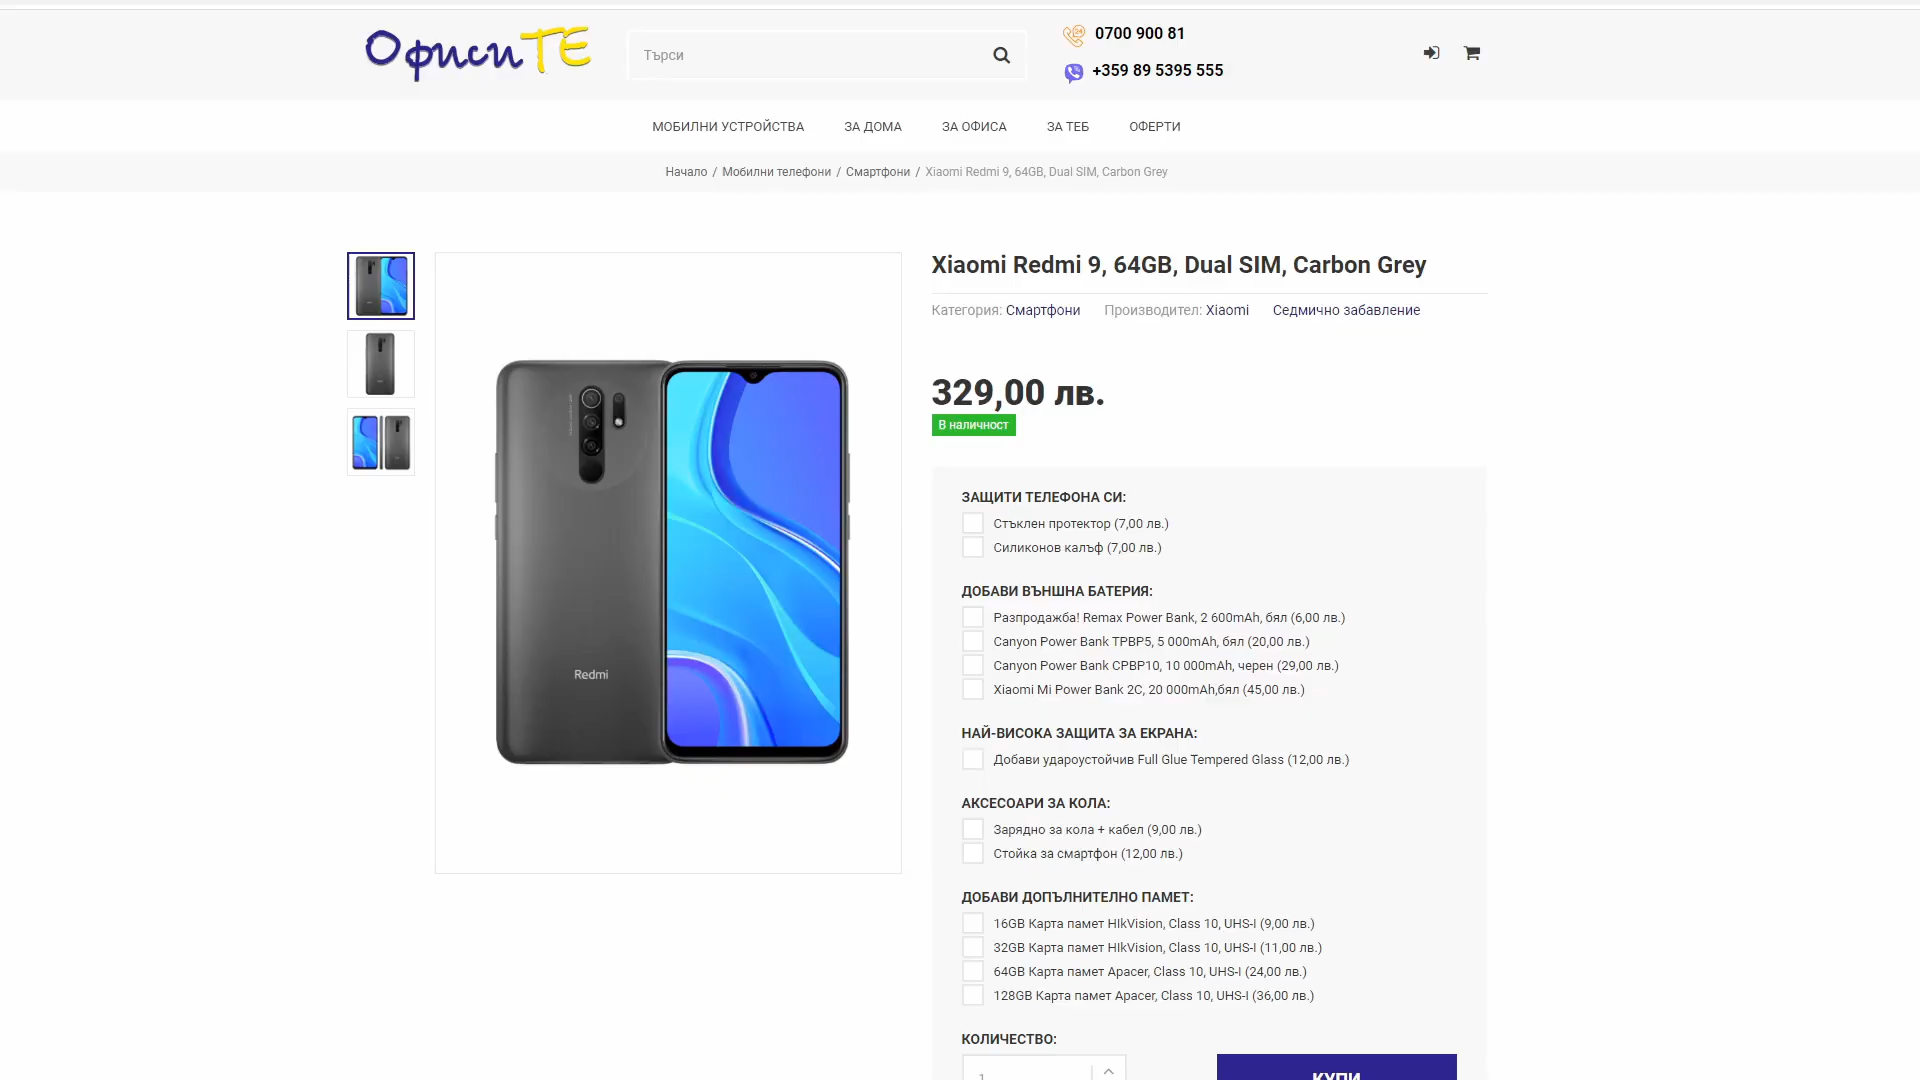 ОфисиТЕ
Търси
0700 900 81
+359 89 5395 555
МОБИЛНИ УСТРОЙСТВА
ЗА ДОМА
ЗА ОФИСА
ЗА ТЕБ
ОФЕРТИ
Начало / Мобилни телефони / Смартфони / Xiaomi Redmi 9, 64GB, Dual SIM, Carbon Grey
Redmi
Xiaomi Redmi 9, 64GB, Dual SIM, Carbon Grey
Категория: Смартфони Производител: Xiaomi Седмично забавление
329,00 лв.
В наличност
ЗАЩИТИ ТЕЛЕФОНА СИ:
Стъклен протектор (7,00 лв.)
Силиконов калъф (7,00 лв.)
ДОБАВИ ВЪНШНА БАТЕРИЯ:
Разпродажба! Remax Power Bank, 2 600mAh, бял (6,00 лв.)
Canyon Power Bank TPBP5, 5 000mAh, бял (20,00 лв.)
Canyon Power Bank CPBP10, 10 000mAh, черен (29,00 лв.)
Xiaomi Mi Power Bank 2C, 20 000mAh,бял (45,00 лв.)
НАЙ-ВИСОКА ЗАЩИТА ЗА ЕКРАНА:
Добави удароустойчив Full Glue Tempered Glass (12,00 лв.)
АКСЕСОАРИ ЗА КОЛА:
Зарядно за кола + кабел (9,00 лв.)
Стойка за смартфон (12,00 лв.)
ДОБАВИ ДОПЪЛНИТЕЛНО ПАМЕТ:
16GB Карта памет HIkVision, Class 10, UHS-I (9,00 лв.)
32GB Карта памет HIkVision, Class 10, UHS-I (11,00 лв.)
64GB Карта памет Apacer, Class 10, UHS-I (24,00 лв.)
128GB Карта памет Apacer, Class 10, UHS-I (36,00 лв.)
КОЛИЧЕСТВО:
1
КУПИ